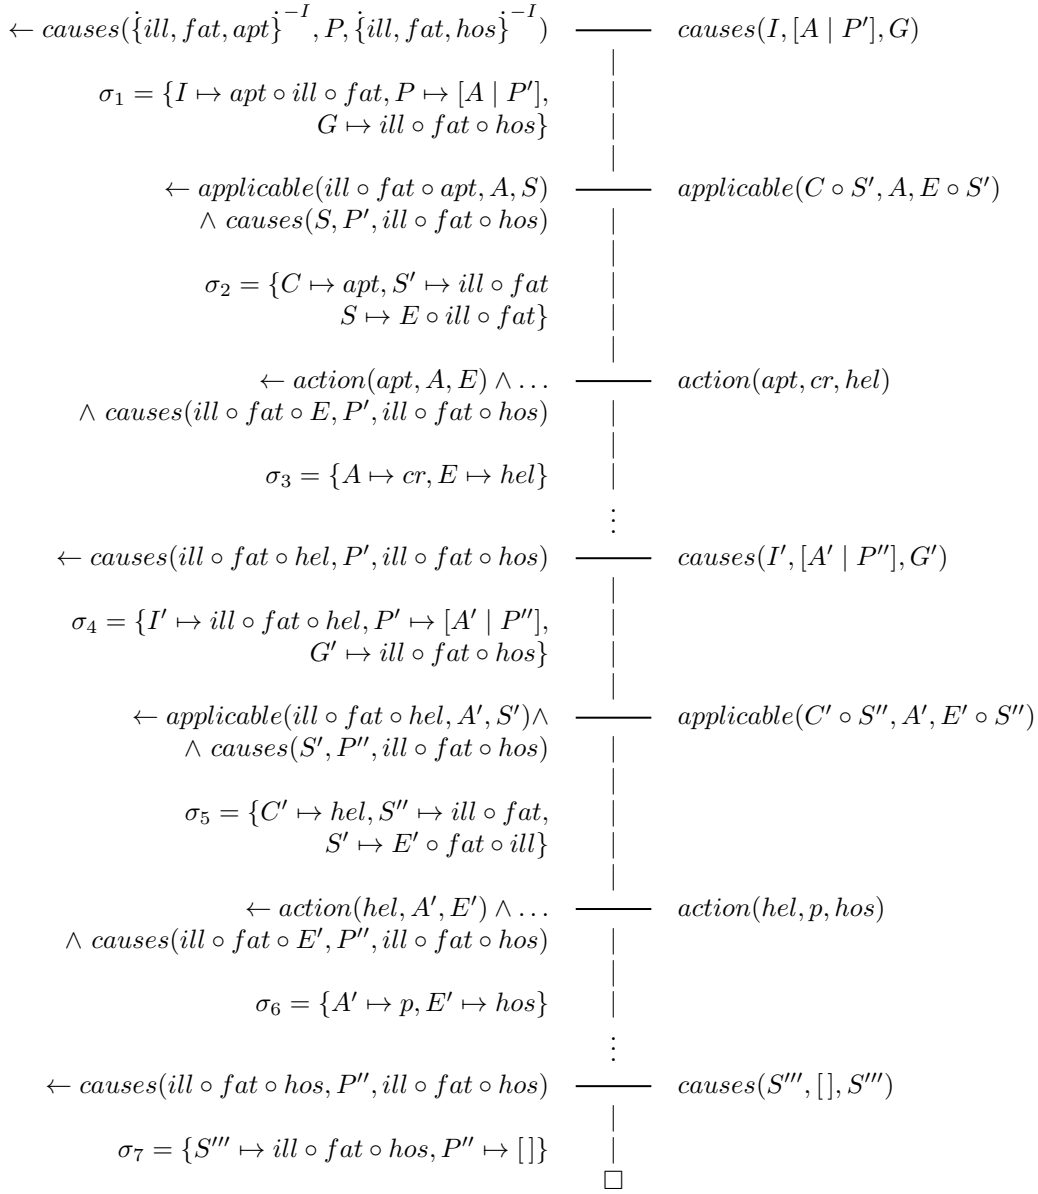 ← causes({̇ill, fat, apt}̇⁻ᴵ, P, {̇ill, fat, hos}̇⁻ᴵ) causes(I, [A | P′], G)
σ₁ = {I ↦ apt ∘ ill ∘ fat, P ↦ [A | P′],
G ↦ ill ∘ fat ∘ hos}
← applicable(ill ∘ fat ∘ apt, A, S) applicable(C ∘ S′, A, E ∘ S′)
∧ causes(S, P′, ill ∘ fat ∘ hos)
σ₂ = {C ↦ apt, S′ ↦ ill ∘ fat
S ↦ E ∘ ill ∘ fat}
← action(apt, A, E) ∧ … action(apt, cr, hel)
∧ causes(ill ∘ fat ∘ E, P′, ill ∘ fat ∘ hos)
σ₃ = {A ↦ cr, E ↦ hel}
⋮
← causes(ill ∘ fat ∘ hel, P′, ill ∘ fat ∘ hos) causes(I′, [A′ | P′′], G′)
σ₄ = {I′ ↦ ill ∘ fat ∘ hel, P′ ↦ [A′ | P′′],
G′ ↦ ill ∘ fat ∘ hos}
← applicable(ill ∘ fat ∘ hel, A′, S′)∧ applicable(C′ ∘ S′′, A′, E′ ∘ S′′)
∧ causes(S′, P′′, ill ∘ fat ∘ hos)
σ₅ = {C′ ↦ hel, S′′ ↦ ill ∘ fat,
S′ ↦ E′ ∘ fat ∘ ill}
← action(hel, A′, E′) ∧ … action(hel, p, hos)
∧ causes(ill ∘ fat ∘ E′, P′′, ill ∘ fat ∘ hos)
σ₆ = {A′ ↦ p, E′ ↦ hos}
⋮
← causes(ill ∘ fat ∘ hos, P′′, ill ∘ fat ∘ hos) causes(S′′′, [ ], S′′′)
σ₇ = {S′′′ ↦ ill ∘ fat ∘ hos, P′′ ↦ [ ]}
□